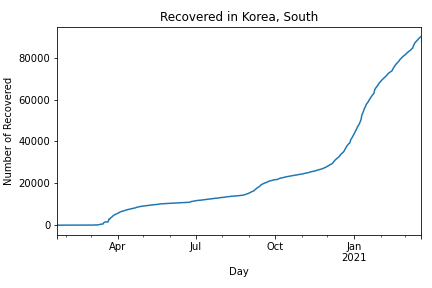 Recovered in Korea, South
Number of Recovered
80000
60000
40000
20000
0
Apr
Jul
Oct
Jan
2021
Day